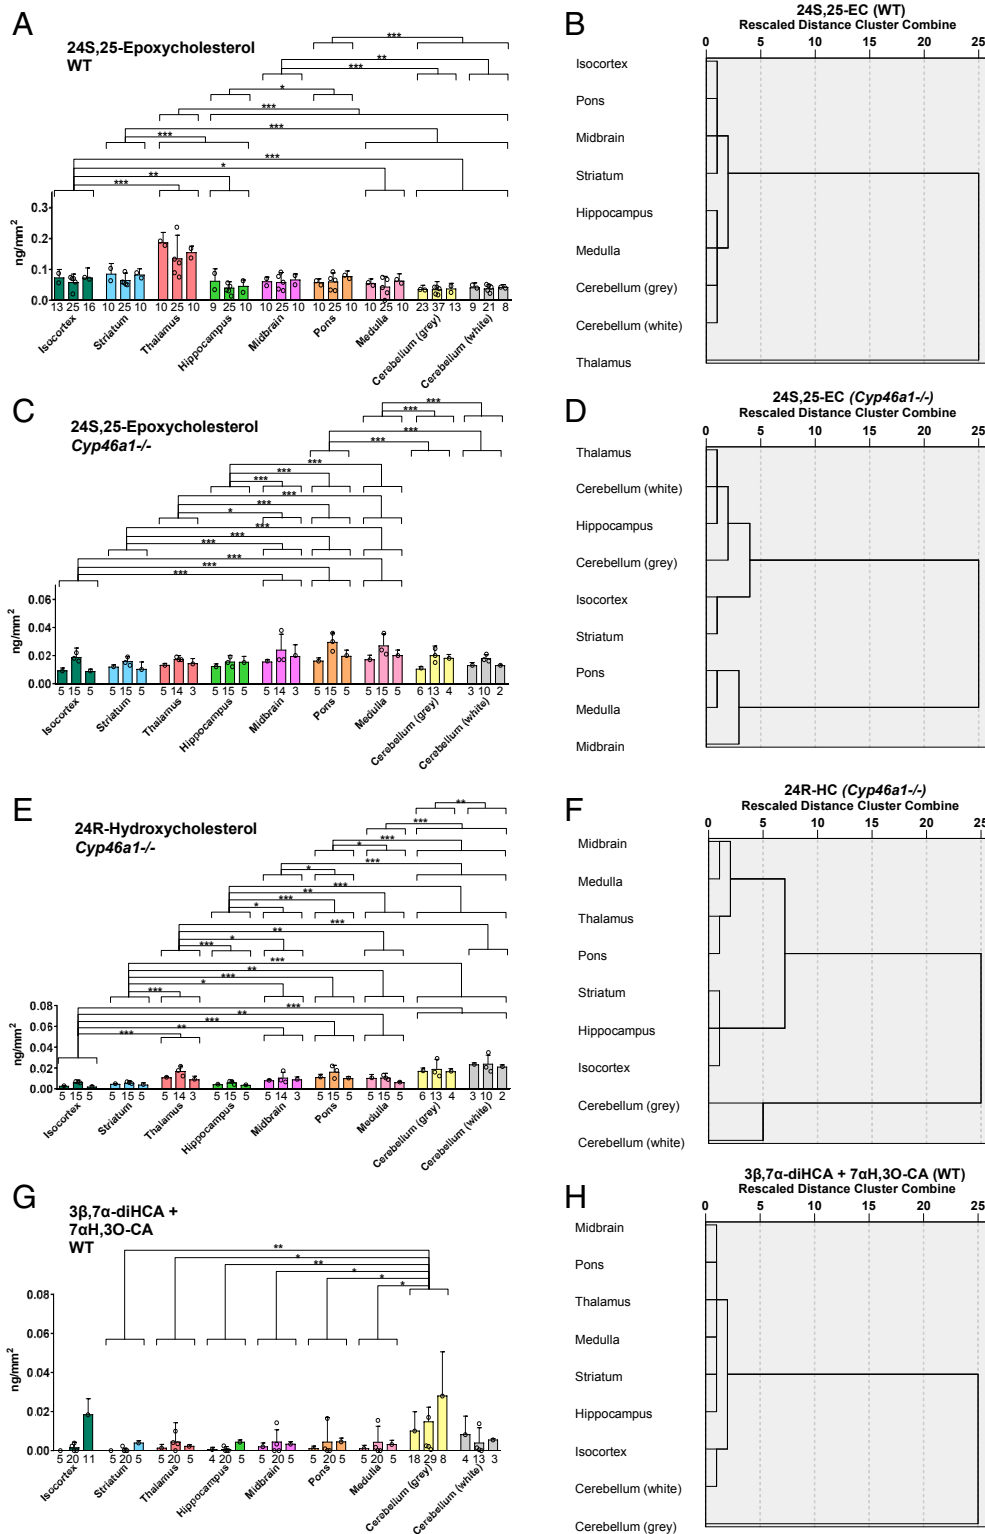 A
24S,25-Epoxycholesterol
WT
***
**
***
*
***
***
***
***
*
**
***
ng/mm²
0.3
0.2
0.1
0.0
13 25 16 10 25 10 10 25 10 9 25 10 10 25 10 10 25 10 10 25 10 23 37 13 9 21 8
Isocortex
Striatum
Thalamus
Hippocampus
Midbrain
Pons
Medulla
Cerebellum (grey)
Cerebellum (white)
B
24S,25-EC (WT)
Rescaled Distance Cluster Combine
0 5 10 15 20 25
Isocortex
Pons
Midbrain
Striatum
Hippocampus
Medulla
Cerebellum (grey)
Cerebellum (white)
Thalamus
C
24S,25-Epoxycholesterol
Cyp46a1-/-
***
***
***
***
***
***
***
***
***
*
***
***
***
***
***
***
ng/mm²
0.06
0.04
0.02
0.00
5 15 5 5 15 5 5 14 3 5 15 5 5 14 3 5 15 5 5 15 5 6 13 4 3 10 2
Isocortex
Striatum
Thalamus
Hippocampus
Midbrain
Pons
Medulla
Cerebellum (grey)
Cerebellum (white)
D
24S,25-EC (Cyp46a1-/-)
Rescaled Distance Cluster Combine
0 5 10 15 20 25
Thalamus
Cerebellum (white)
Hippocampus
Cerebellum (grey)
Isocortex
Striatum
Pons
Medulla
Midbrain
E
24R-Hydroxycholesterol
Cyp46a1-/-
**
***
***
*
***
*
***
**
***
*
***
**
*
***
***
**
***
*
***
***
**
***
**
***
ng/mm²
0.08
0.06
0.04
0.02
0.00
5 15 5 5 15 5 5 14 3 5 15 5 5 14 3 5 15 5 5 15 5 6 13 4 3 10 2
Isocortex
Striatum
Thalamus
Hippocampus
Midbrain
Pons
Medulla
Cerebellum (grey)
Cerebellum (white)
F
24R-HC (Cyp46a1-/-)
Rescaled Distance Cluster Combine
0 5 10 15 20 25
Midbrain
Medulla
Thalamus
Pons
Striatum
Hippocampus
Isocortex
Cerebellum (grey)
Cerebellum (white)
G
3β,7α-diHCA +
7αH,3O-CA
WT
**
*
**
*
*
*
ng/mm²
0.08
0.06
0.04
0.02
0.00
5 20 11 5 20 5 5 20 5 4 20 5 5 20 5 5 20 5 5 20 5 18 29 8 4 13 3
Isocortex
Striatum
Thalamus
Hippocampus
Midbrain
Pons
Medulla
Cerebellum (grey)
Cerebellum (white)
H
3β,7α-diHCA + 7αH,3O-CA (WT)
Rescaled Distance Cluster Combine
0 5 10 15 20 25
Midbrain
Pons
Thalamus
Medulla
Striatum
Hippocampus
Isocortex
Cerebellum (white)
Cerebellum (grey)